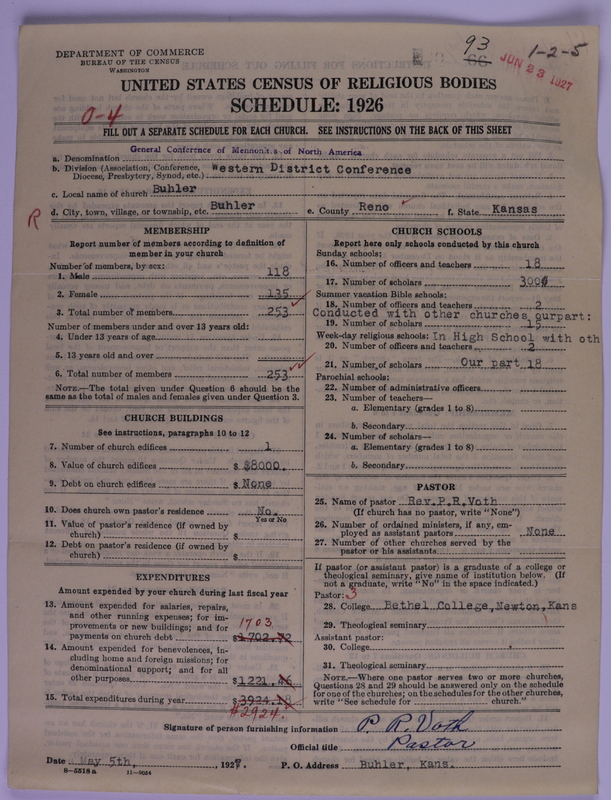 DEPARTMENT OF COMMERCE
BUREAU OF THE CENSUS
WASHINGTON
93
66
1-2-5
JUN 23 1927
UNITED STATES CENSUS OF RELIGIOUS BODIES
SCHEDULE: 1926
0-4
FILL OUT A SEPARATE SCHEDULE FOR EACH CHURCH. SEE INSTRUCTIONS ON THE BACK OF THIS SHEET
a. Denomination General Conference of Mennonites of North America
b. Division (Association, Conference, Diocese, Presbytery, Synod, etc.) Western District Conference
c. Local name of church Buhler
R
d. City, town, village, or township, etc. Buhler e. County Reno f. State Kansas
MEMBERSHIP
Report number of members according to definition of
member in your church
Number of members, by sex:
1. Male 118
2. Female 135
3. Total number of members 253
Number of members under and over 13 years old:
4. Under 13 years of age
5. 13 years old and over
6. Total number of members 253
NOTE.—The total given under Question 6 should be the
same as the total of males and females given under Question 3.
CHURCH BUILDINGS
See instructions, paragraphs 10 to 12
7. Number of church edifices 1
8. Value of church edifices $ $8000.
9. Debt on church edifices $ None
10. Does church own pastor's residence? No.
Yes or No
11. Value of pastor's residence (if owned by
church) $
12. Debt on pastor's residence (if owned by
church) $
EXPENDITURES
Amount expended by church during last fiscal year
13. Amount expended for salaries, repairs,
and other running expenses; for im-
provements or new buildings; and for
payments on church debt $1702.72
1703
14. Amount expended for benevolences, in-
cluding home and foreign missions; for
denominational support; and for all
other purposes $1221.46
15. Total expenditures during year $2924.18
$2924.
CHURCH SCHOOLS
Report here only schools conducted by this church
Sunday schools:
16. Number of officers and teachers 18
17. Number of scholars 300
Summer vacation Bible schools:
18. Number of officers and teachers 2
Conducted with other churches ourpart:
19. Number of scholars 15
Week-day religious schools: In High School with oth
20. Number of officers and teachers 2
21. Number of scholars Our part 18
Parochial schools:
22. Number of administrative officers
23. Number of teachers—
a. Elementary (grades 1 to 8)
b. Secondary
24. Number of scholars—
a. Elementary (grades 1 to 8)
b. Secondary
PASTOR
25. Name of pastor Rev.P.R.Voth
(If church has no pastor, write "None")
26. Number of ordained ministers, if any, em-
ployed as assistant pastors None
27. Number of other churches served by the
pastor or his assistants
If pastor (or assistant pastor) is a graduate of a college or
theological seminary, give name of institution below. (If
not a graduate, write "No" in the space indicated.)
Pastor: 3
28. College Bethel College,Newton,Kans
29. Theological seminary
Assistant pastor:
30. College
31. Theological seminary
NOTE.—Where one pastor serves two or more churches,
Questions 28 and 29 should be answered only on the schedule
for one of the churches; on the schedules for the other churches,
write "See schedule for church."
Signature of person furnishing information P. R. Voth
Official title Pastor
Date May 5th, 1927. P. O. Address Buhler, Kans.
8-5518a 11-9054